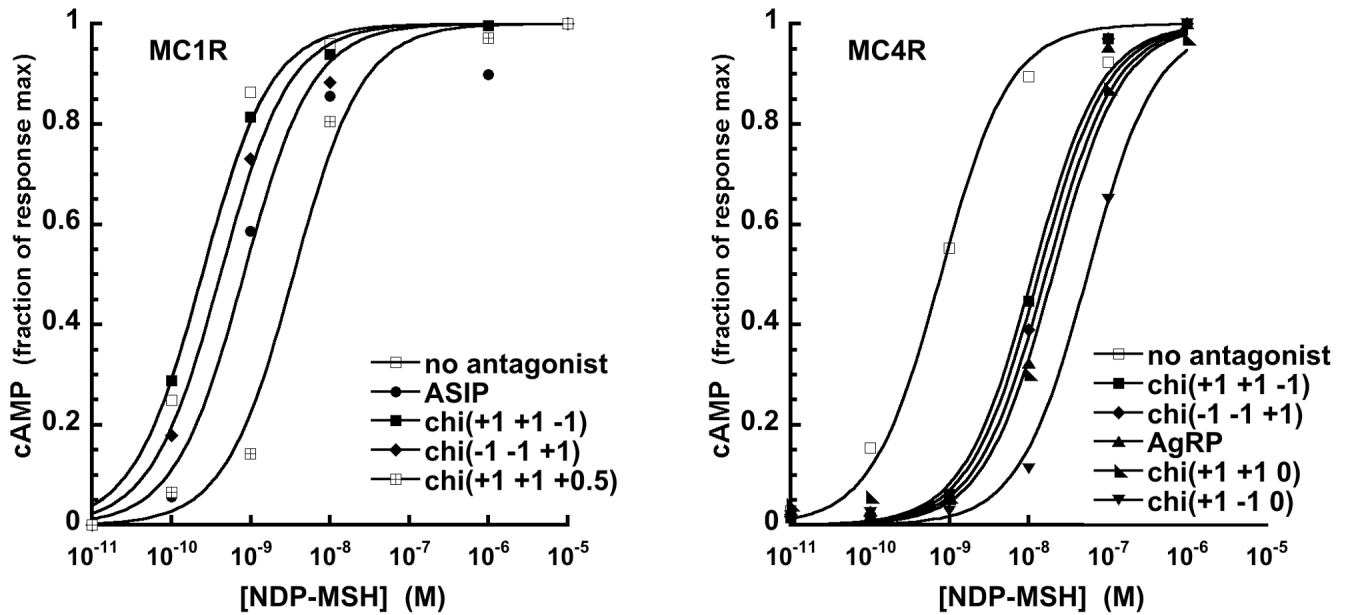 MC1R
cAMP (fraction of response max)
1
0.8
0.6
0.4
0.2
0
no antagonist
ASIP
chi(+1 +1 -1)
chi(-1 -1 +1)
chi(+1 +1 +0.5)
10-11 10-10 10-9 10-8 10-7 10-6 10-5
[NDP-MSH] (M)
MC4R
cAMP (fraction of response max)
1
0.8
0.6
0.4
0.2
0
no antagonist
chi(+1 +1 -1)
chi(-1 -1 +1)
AgRP
chi(+1 +1 0)
chi(+1 -1 0)
10-11 10-10 10-9 10-8 10-7 10-6 10-5
[NDP-MSH] (M)